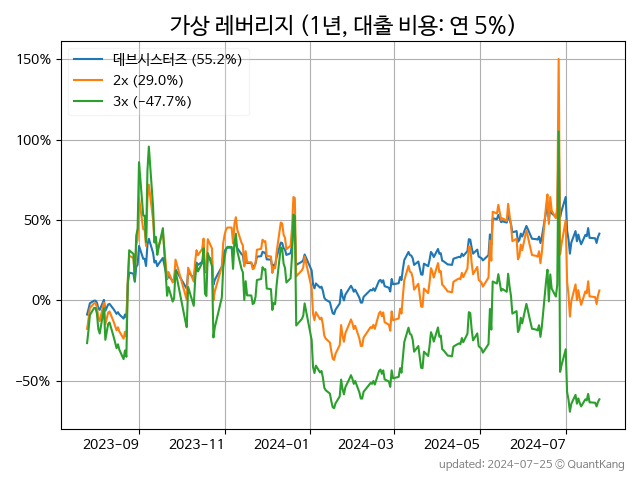 가상 레버리지 (1년, 대출 비용: 연 5%)
데브시스터즈 (55.2%)
2x (29.0%)
3x (−47.7%)
150%
100%
50%
0%
−50%
2023-09 2023-11 2024-01 2024-03 2024-05 2024-07
updated: 2024-07-25 © QuantKang